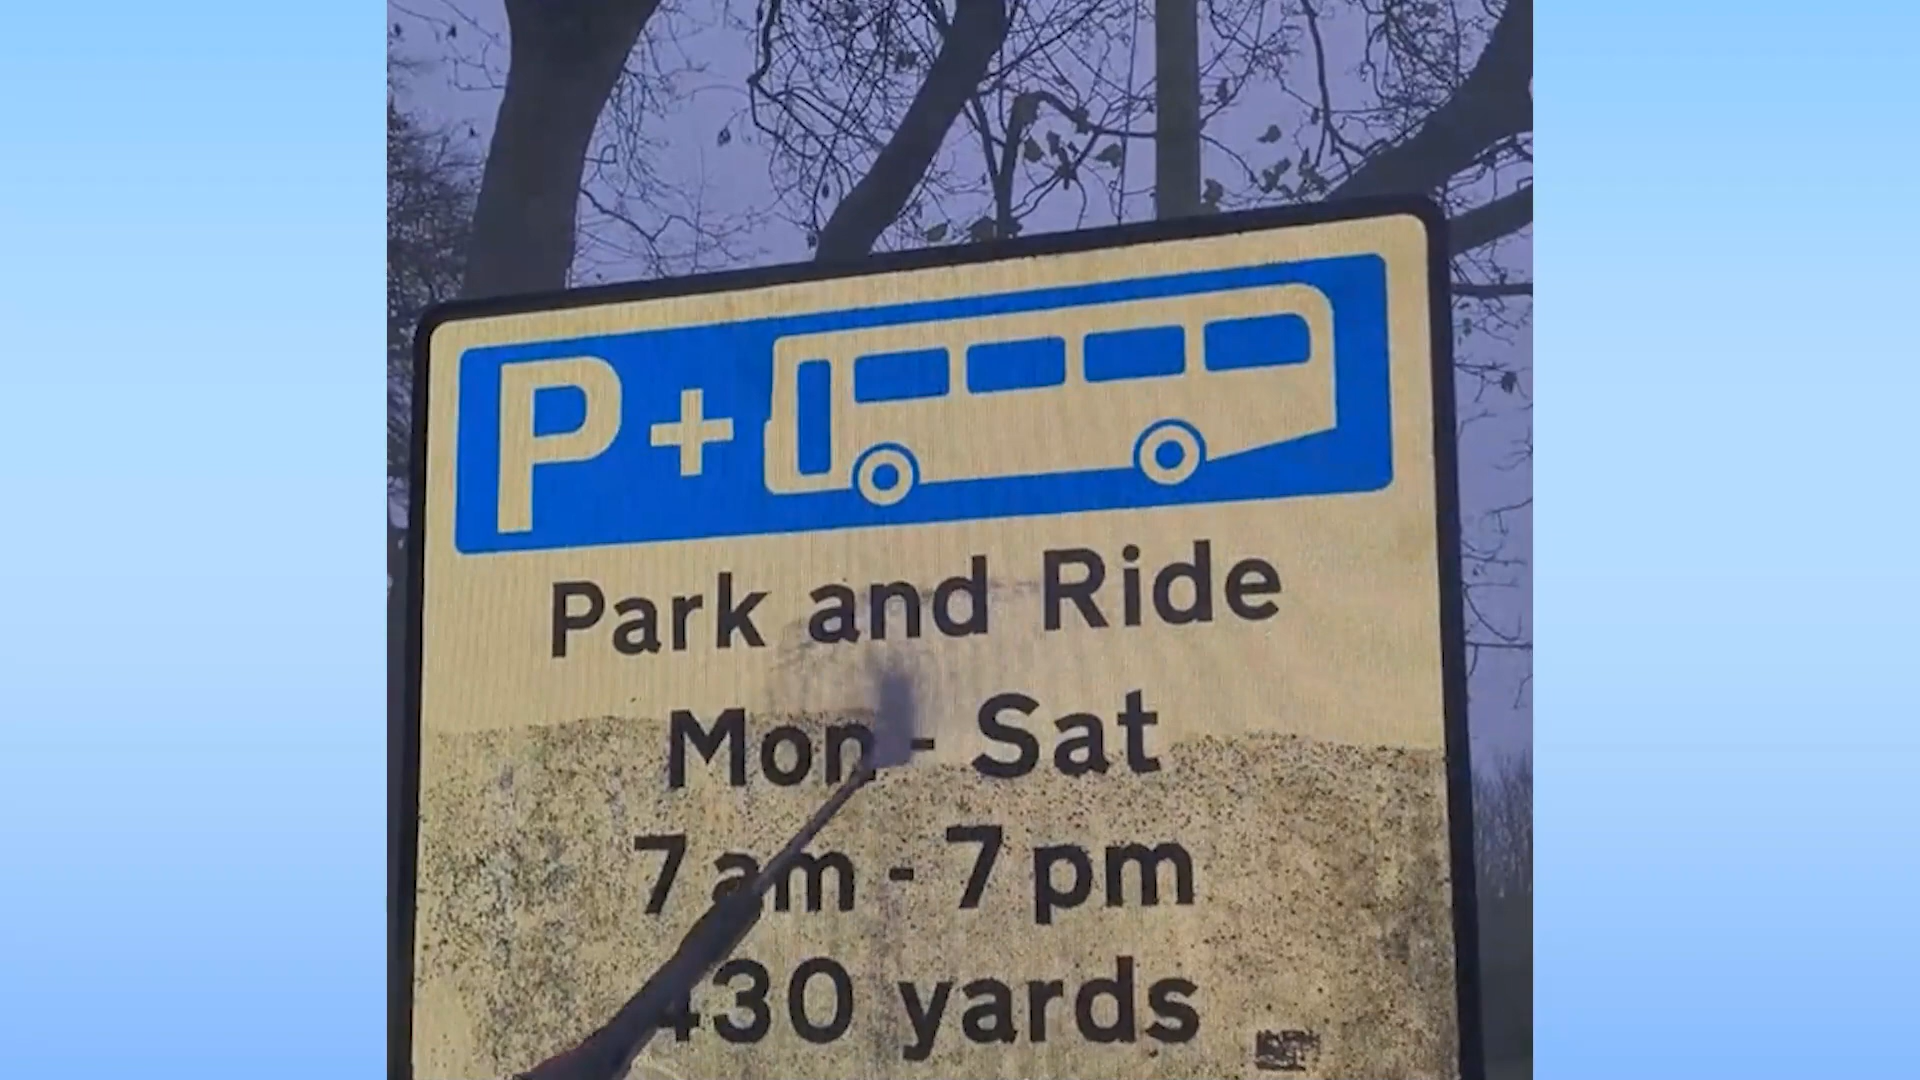 P+
Park and Ride
Mon - Sat
7am - 7pm
430 yards